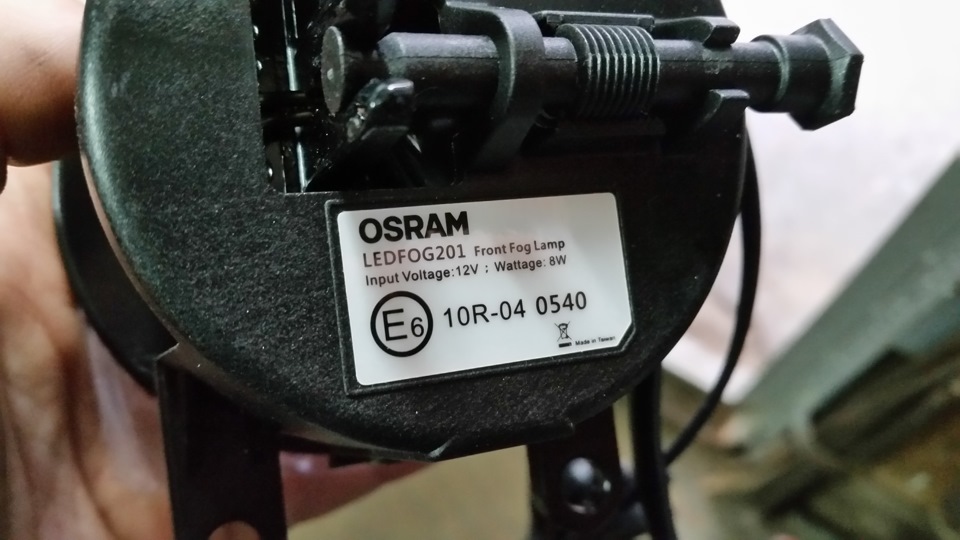 OSRAM
LEDFOG201 Front Fog Lamp
Input Voltage:12V ; Wattage: 8W
E6 10R-04 0540
Made in Taiwan